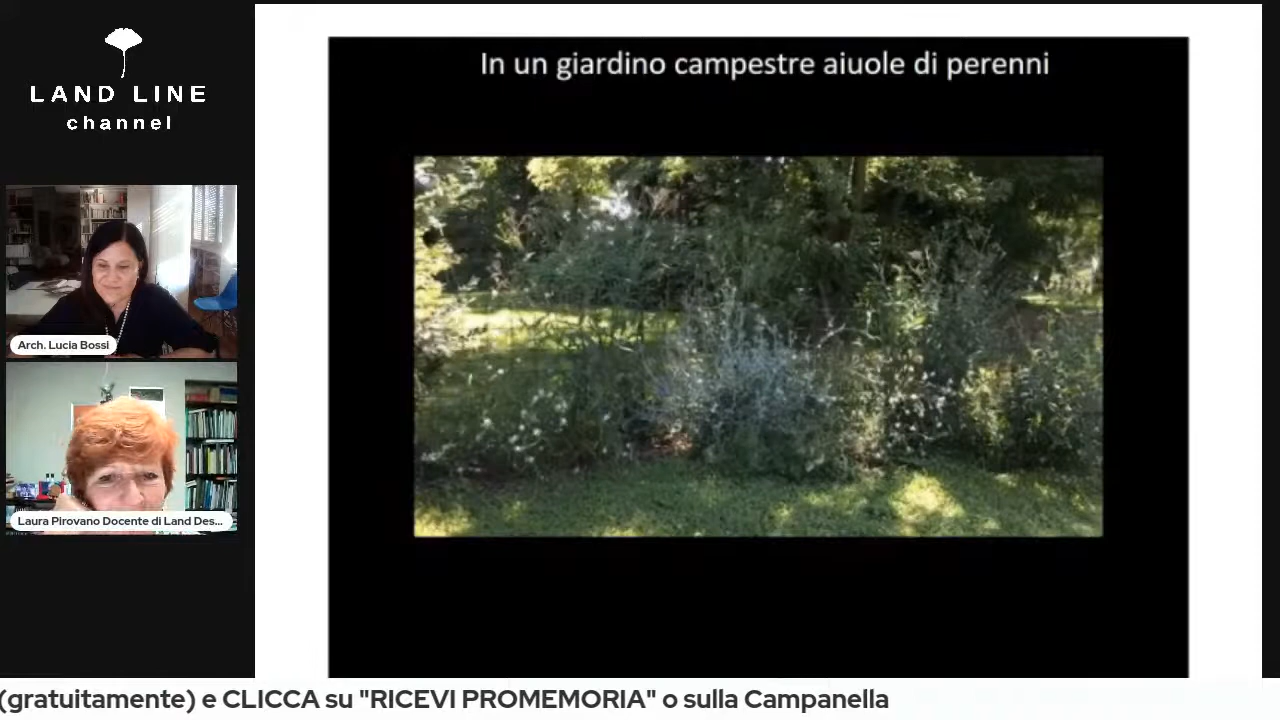 LAND LINE
channel
In un giardino campestre aiuole di perenni
Arch. Lucia Bossi
Laura Pirovano Docente di Land Des...
(gratuitamente) e CLICCA su "RICEVI PROMEMORIA" o sulla Campanella